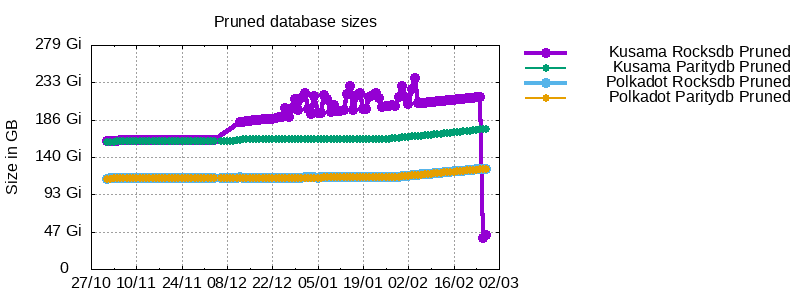 Pruned database sizes
279 Gi
233 Gi
186 Gi
140 Gi
93 Gi
47 Gi
0
Size in GB
27/10 10/11 24/11 08/12 22/12 05/01 19/01 02/02 16/02 02/03
Kusama Rocksdb Pruned
Kusama Paritydb Pruned
Polkadot Rocksdb Pruned
Polkadot Paritydb Pruned